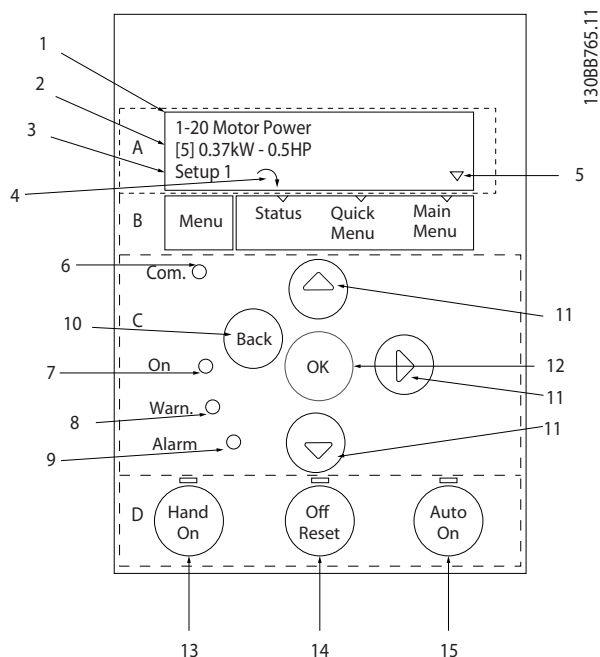 130BB765.11
1
2
3
4
5
A
1-20 Motor Power
[5] 0.37kW - 0.5HP
Setup 1
B
Menu
Status
Quick
Menu
Main
Menu
6
Com.
11
10
C
Back
OK
12
7
On
11
8
Warn.
11
9
Alarm
D
Hand
On
Off
Reset
Auto
On
13
14
15